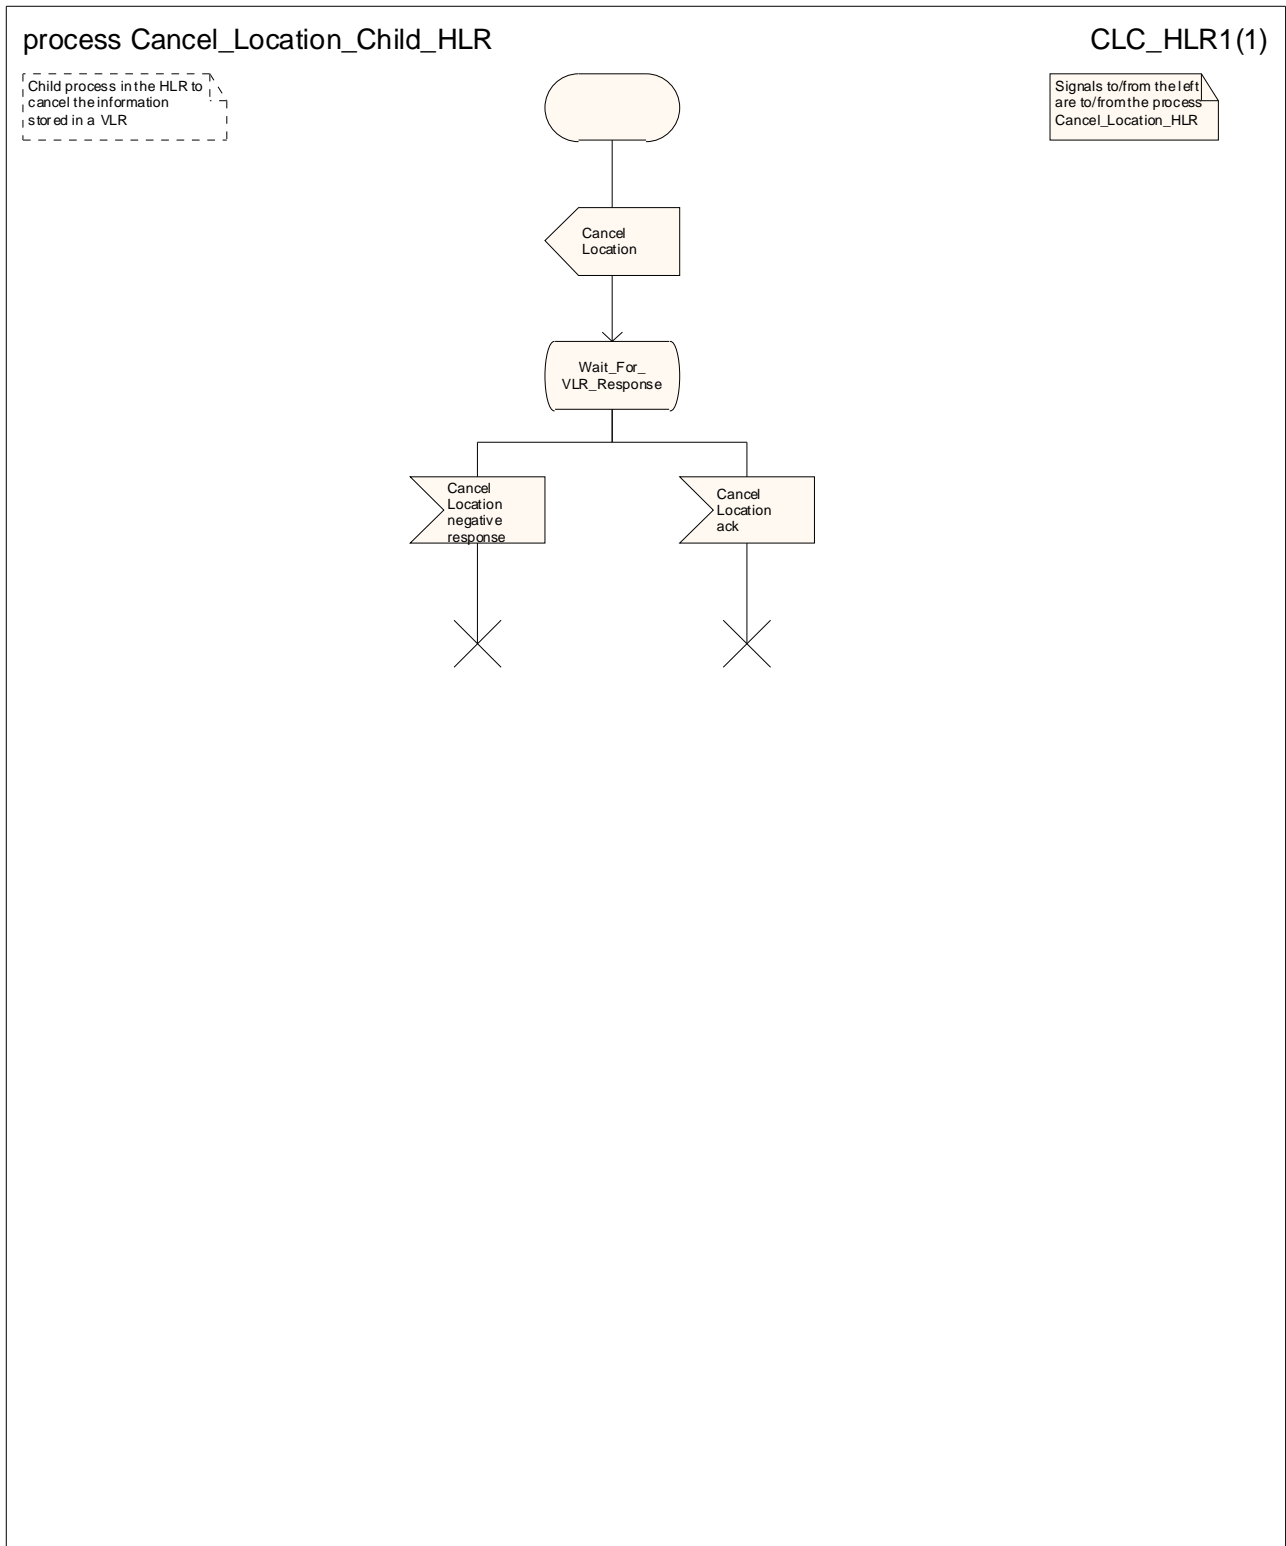 process Cancel_Location_Child_HLR
CLC_HLR1(1)
Child process in the HLR to
cancel the information
stored in a VLR
Signals to/from the left
are to/from the process
Cancel_Location_HLR
Cancel
Location
Wait_For_
VLR_Response
Cancel
Location
negative
response
Cancel
Location
ack